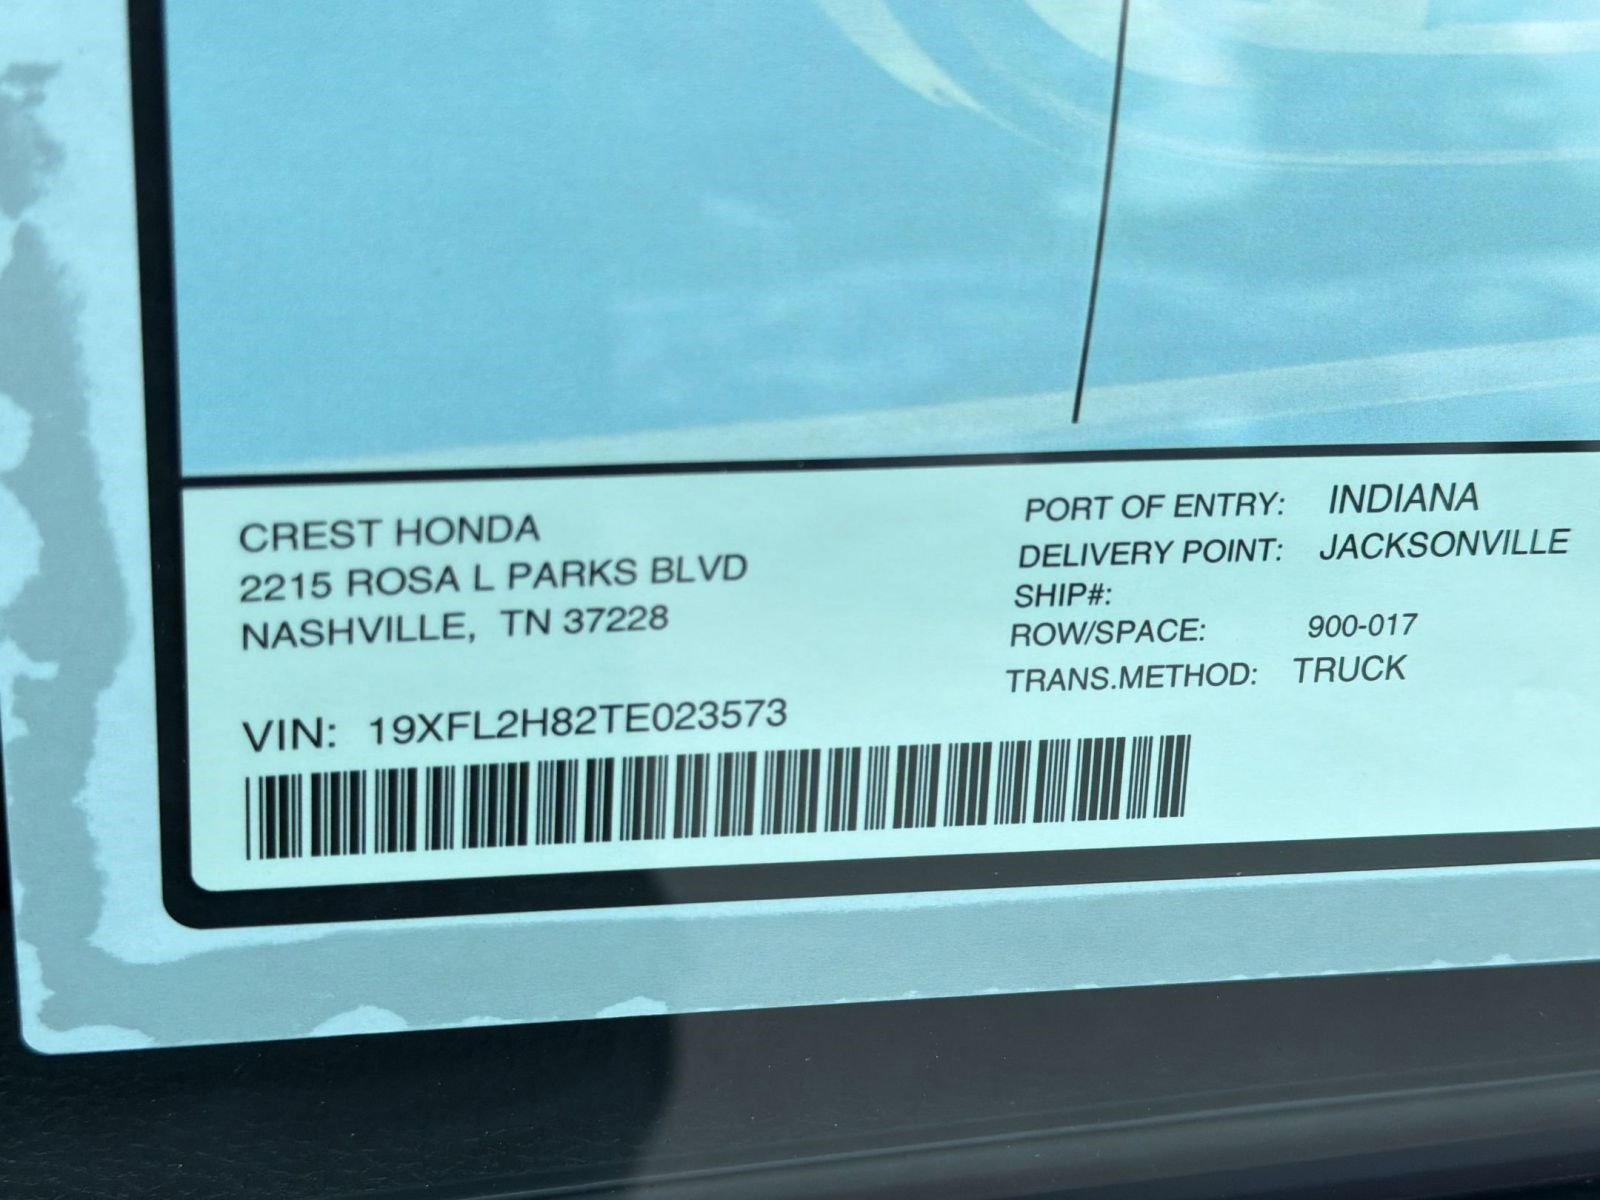 CREST HONDA
2215 ROSA L PARKS BLVD
NASHVILLE, TN 37228
VIN: 19XFL2H82TE023573
PORT OF ENTRY: INDIANA
DELIVERY POINT: JACKSONVILLE
SHIP#:
ROW/SPACE: 900-017
TRANS.METHOD: TRUCK